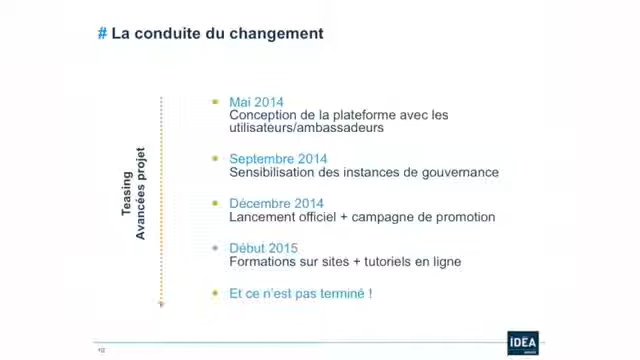 # La conduite du changement
Teasing
Avancées projet
Mai 2014
Conception de la plateforme avec les
utilisateurs/ambassadeurs
Septembre 2014
Sensibilisation des instances de gouvernance
Décembre 2014
Lancement officiel + campagne de promotion
Début 2015
Formations sur sites + tutoriels en ligne
Et ce n’est pas terminé !
IDEA